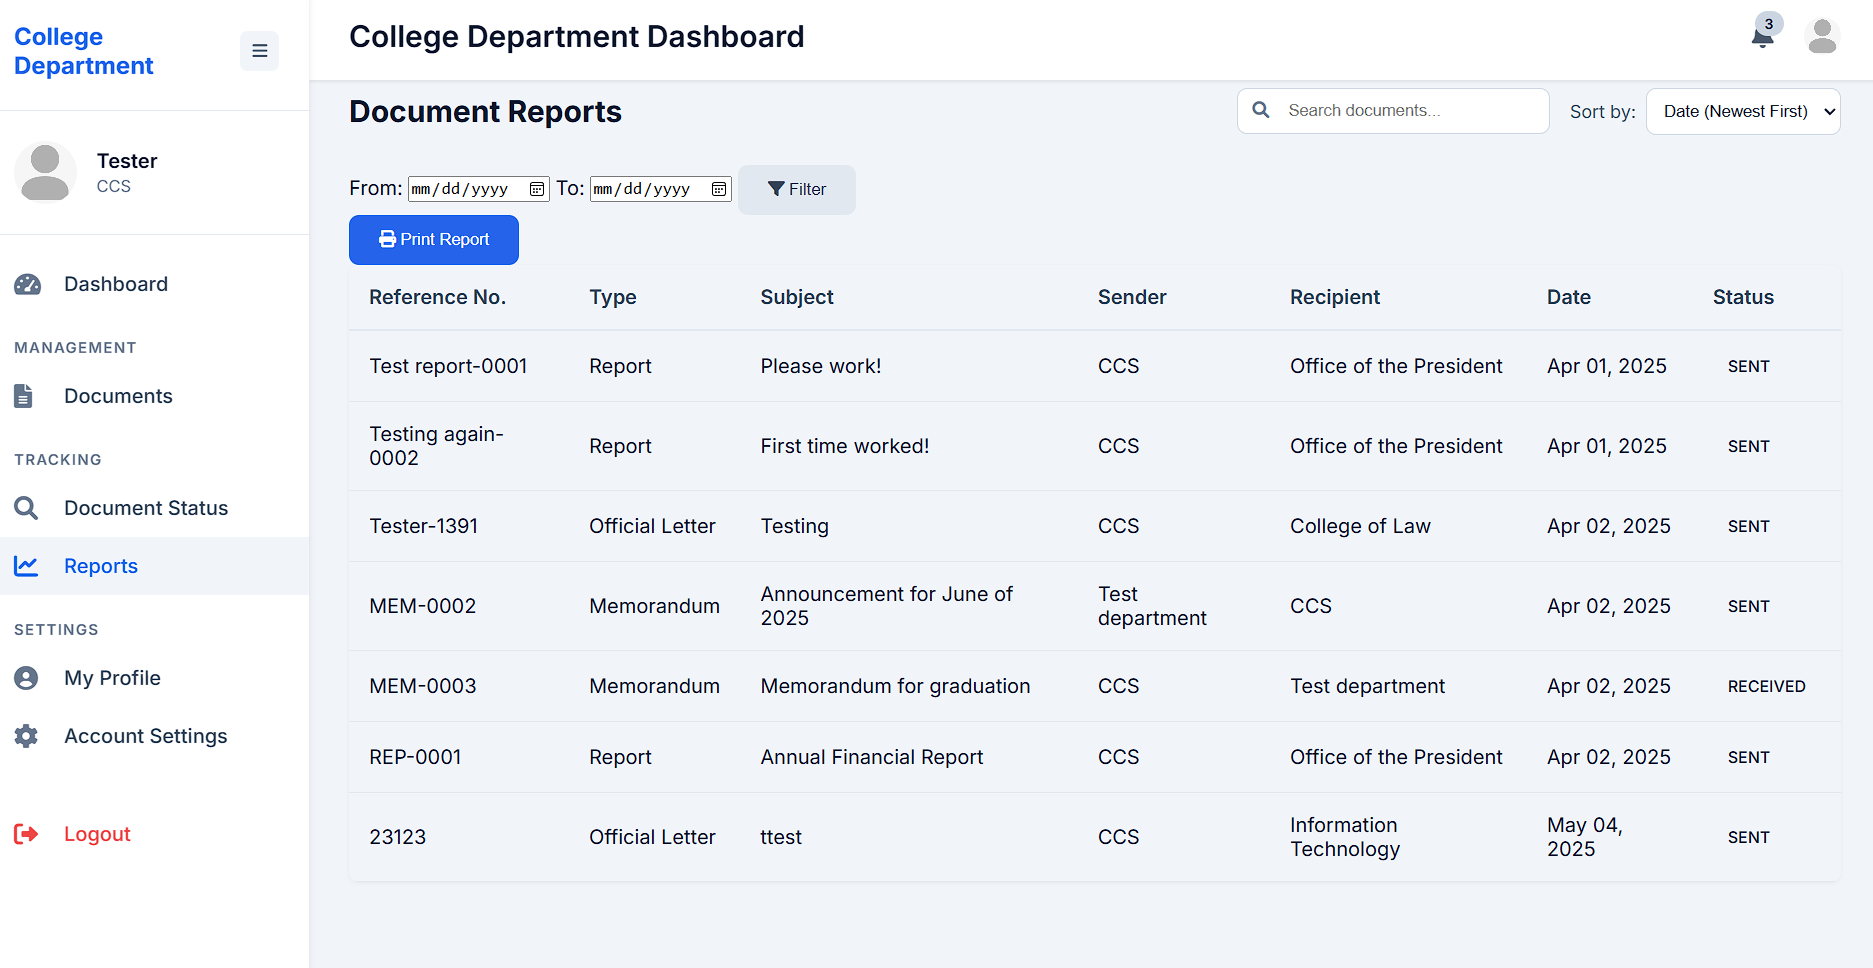 College
Department
Tester
CCS
Dashboard
MANAGEMENT
Documents
TRACKING
Document Status
Reports
SETTINGS
My Profile
Account Settings
Logout
College Department Dashboard
3
Document Reports
Search documents...
Sort by: Date (Newest First)
From: mm/dd/yyyy To: mm/dd/yyyy Filter
Print Report
Reference No. Type Subject Sender Recipient Date Status
Test report-0001 Report Please work! CCS Office of the President Apr 01, 2025 SENT
Testing again-
0002 Report First time worked! CCS Office of the President Apr 01, 2025 SENT
Tester-1391 Official Letter Testing CCS College of Law Apr 02, 2025 SENT
MEM-0002 Memorandum Announcement for June of
2025 Test
department CCS Apr 02, 2025 SENT
MEM-0003 Memorandum Memorandum for graduation CCS Test department Apr 02, 2025 RECEIVED
REP-0001 Report Annual Financial Report CCS Office of the President Apr 02, 2025 SENT
23123 Official Letter ttest CCS Information
Technology May 04,
2025 SENT